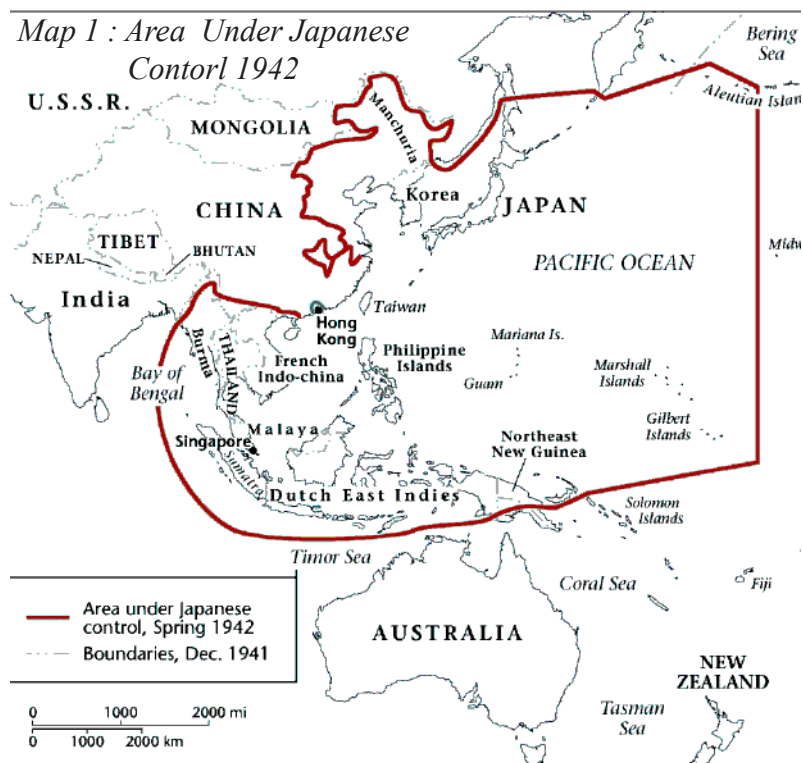 Map 1 : Area Under Japanese
Contorl 1942
Bering
Sea
U.S.S.R.
Aleutian Islan
MONGOLIA
Manchuria
Korea
JAPAN
CHINA
TIBET
NEPAL
BHUTAN
PACIFIC OCEAN
Midw
India
Taiwan
Hong
Kong
Burma
THAILAND
French
Indo-china
Philippine
Islands
Mariana Is.
Guam
Marshall
Islands
Bay of
Bengal
Gilbert
Islands
Malaya
Singapore
Northeast
New Guinea
Sumatra
Dutch East Indies
Solomon
Islands
Timor Sea
Coral Sea
Fiji
Area under Japanese
control, Spring 1942
Boundaries, Dec. 1941
AUSTRALIA
NEW
ZEALAND
Tasman
Sea
0 1000 2000 mi
0 1000 2000 km